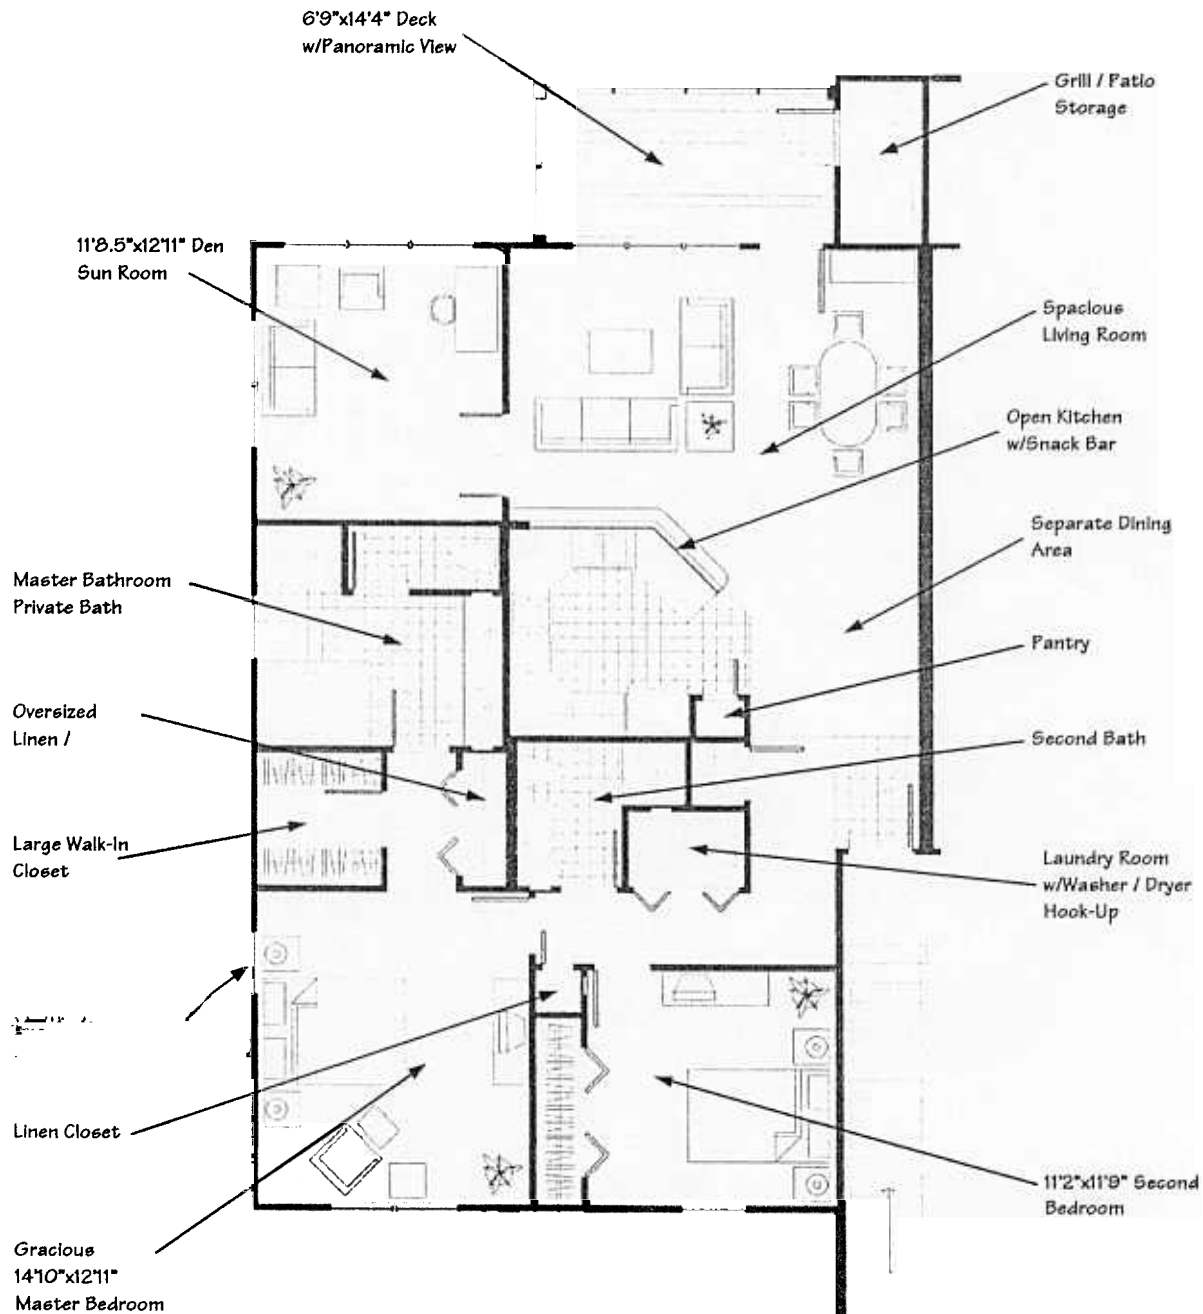 6'9"x14'4" Deck
w/Panoramic View
Grill / Patio
Storage
11'8.5"x12'11" Den
Sun Room
Spacious
Living Room
Open Kitchen
w/Snack Bar
Separate Dining
Area
Master Bathroom
Private Bath
Pantry
Oversized
Linen /
Second Bath
Large Walk-In
Closet
Laundry Room
w/Washer / Dryer
Hook-Up
Linen Closet
11'2"x11'9" Second
Bedroom
Gracious
14'10"x12'11"
Master Bedroom